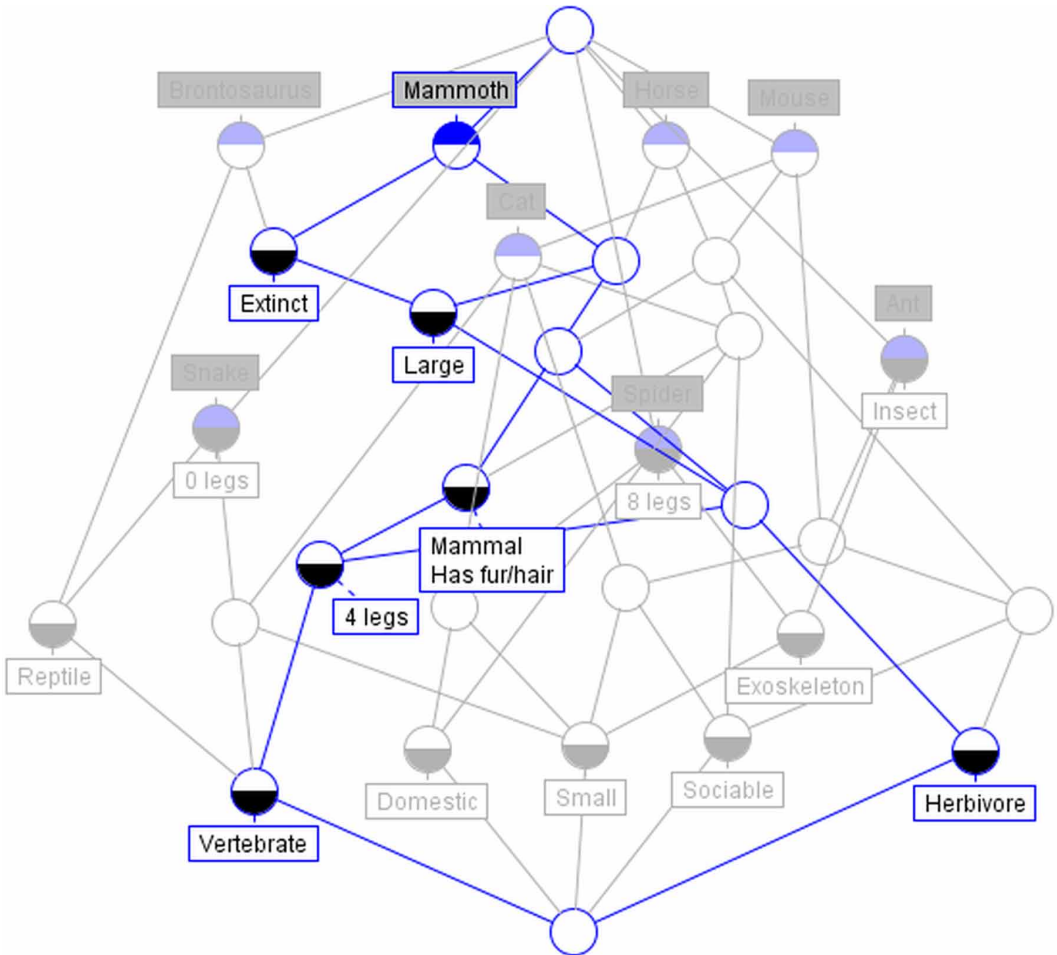 Brontosaurus
Mammoth
Horse
Mouse
Cat
Extinct
Large
Ant
Snake
Spider
Insect
0 legs
8 legs
Mammal
Has fur/hair
4 legs
Reptile
Exoskeleton
Domestic
Small
Sociable
Herbivore
Vertebrate